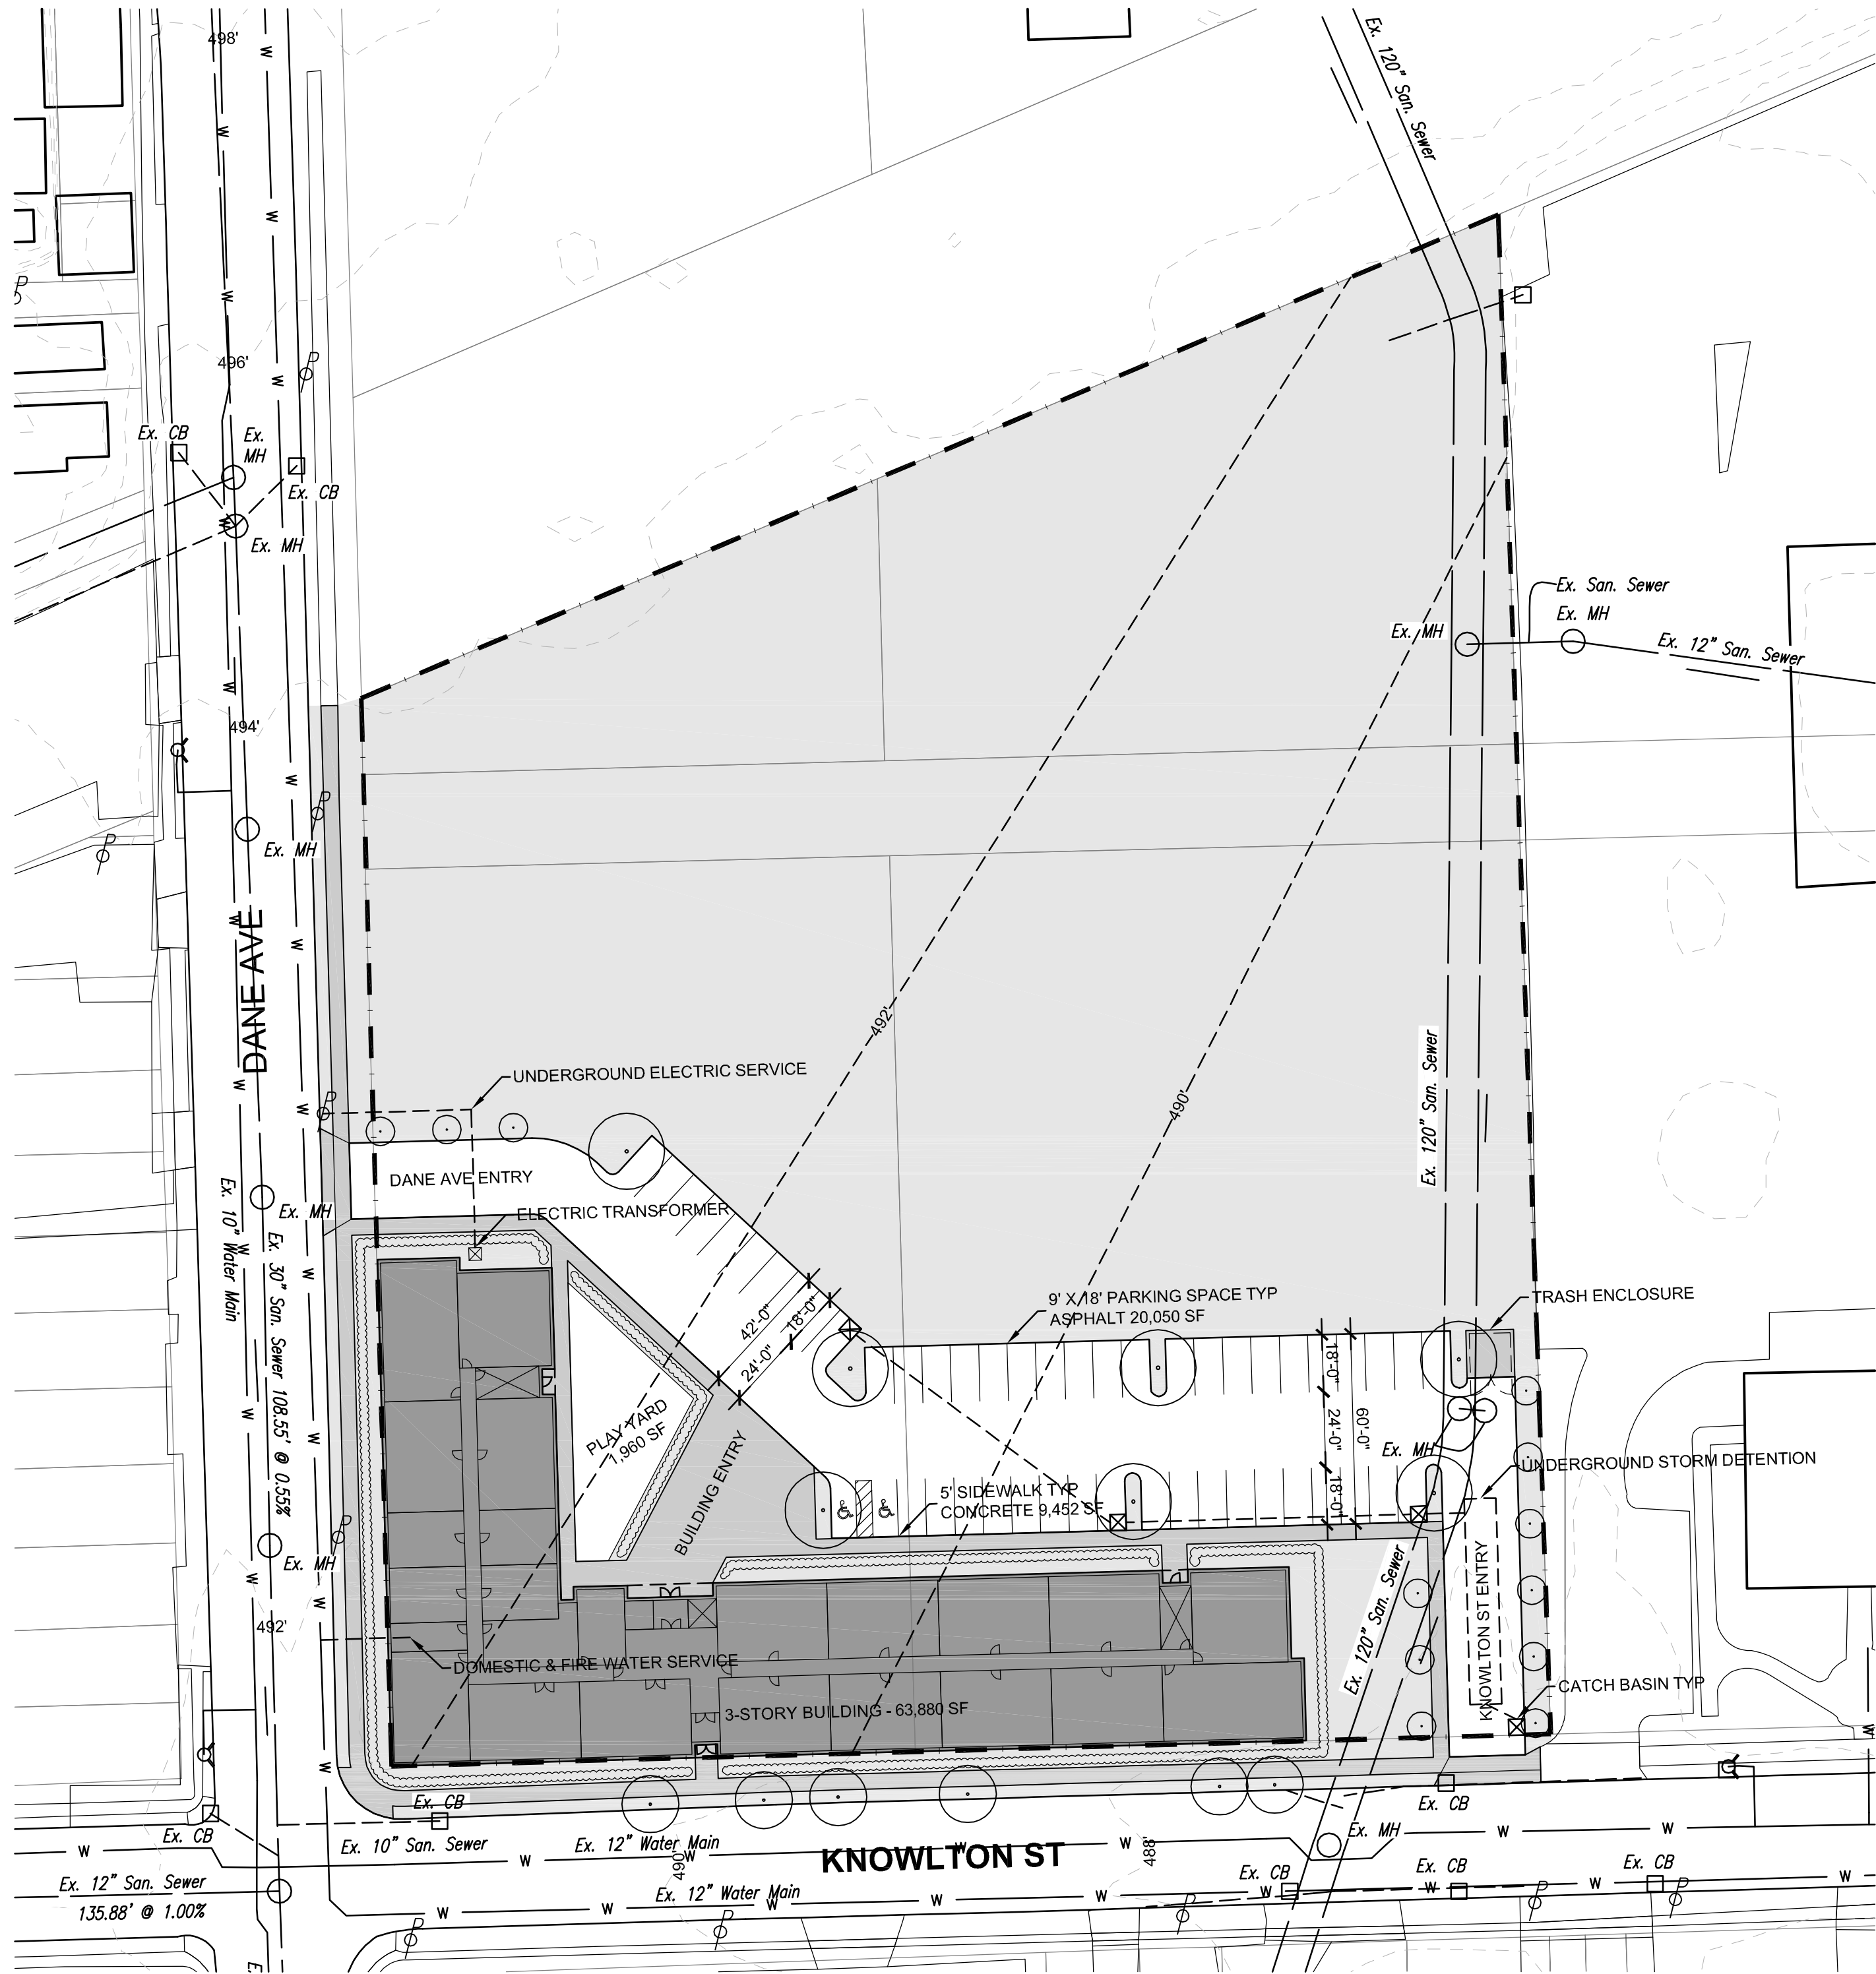 498'
Ex. 120" San. Sewer
496'
Ex. CB
Ex.
MH
Ex. CB
Ex. MH
Ex. San. Sewer
Ex. MH
Ex. MH
Ex. 12" San. Sewer
494'
Ex. MH
DANE AVE
492'
490'
Ex. 120" San. Sewer
UNDERGROUND ELECTRIC SERVICE
DANE AVE ENTRY
ELECTRIC TRANSFORMER
Ex. 10" Water Main
Ex. MH
Ex. 30" San. Sewer 108.55' @ 0.55%
9' X 18' PARKING SPACE TYP
ASPHALT 20,050 SF
TRASH ENCLOSURE
42'-0"
18'-0"
24'-0"
18'-0"
24'-0"
60'-0"
18'-0"
PLAY YARD
1,960 SF
BUILDING ENTRY
Ex. MH
UNDERGROUND STORM DETENTION
5' SIDEWALK TYP
CONCRETE 9,452 SF
Ex. MH
492'
Ex. 120" San. Sewer
KNOWLTON ST ENTRY
DOMESTIC & FIRE WATER SERVICE
CATCH BASIN TYP
3-STORY BUILDING - 63,880 SF
Ex. CB
Ex. CB
Ex. CB
Ex. 10" San. Sewer
Ex. 12" Water Main
490'
KNOWLTON ST
488'
Ex. MH
Ex. CB
Ex. CB
Ex. CB
Ex. 12" San. Sewer
135.88' @ 1.00%
Ex. 12" Water Main